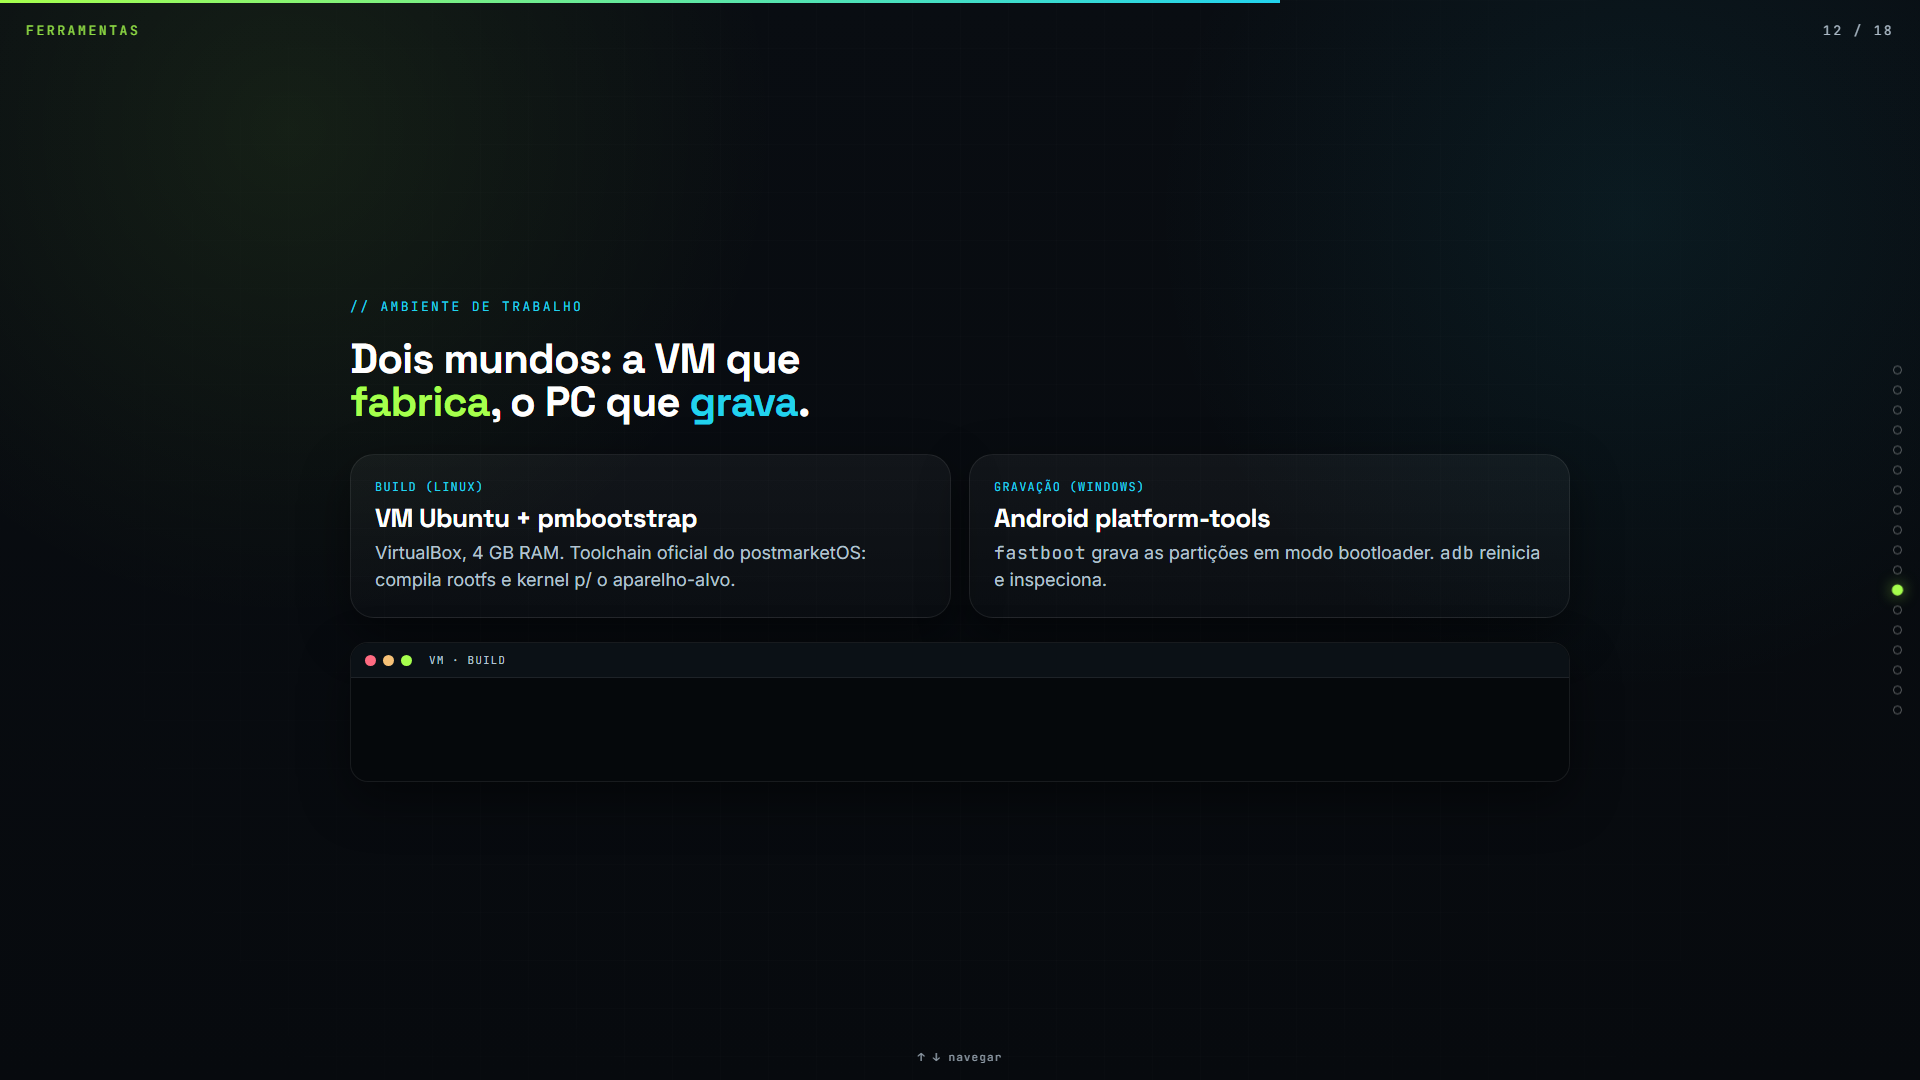 FERRAMENTAS
12 / 18
// AMBIENTE DE TRABALHO
Dois mundos: a VM que
fabrica, o PC que grava.
BUILD (LINUX)
VM Ubuntu + pmbootstrap
VirtualBox, 4 GB RAM. Toolchain oficial do postmarketOS:
compila rootfs e kernel p/ o aparelho-alvo.
GRAVAÇÃO (WINDOWS)
Android platform-tools
fastboot grava as partições em modo bootloader. adb reinicia
e inspeciona.
VM · BUILD
↑ ↓ navegar